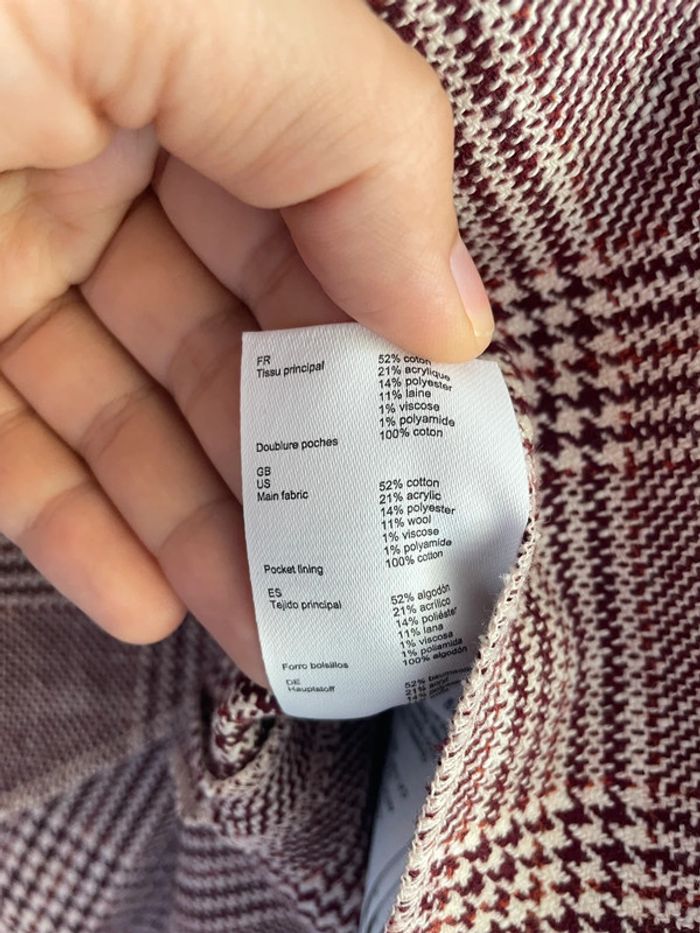 FR
Tissu principal 52% coton
21% acrylique
14% polyester
11% laine
1% viscose
1% polyamide
Doublure poches 100% coton
GB
US
Main fabric 52% cotton
21% acrylic
14% polyester
11% wool
1% viscose
1% polyamide
Pocket lining 100% cotton
ES
Tejido principal 52% algodón
21% acrílico
14% poliéster
11% lana
1% viscosa
1% poliamida
Forro bolsillos 100% algodón
DE
Hauptstoff 52%
21% acryl
14%